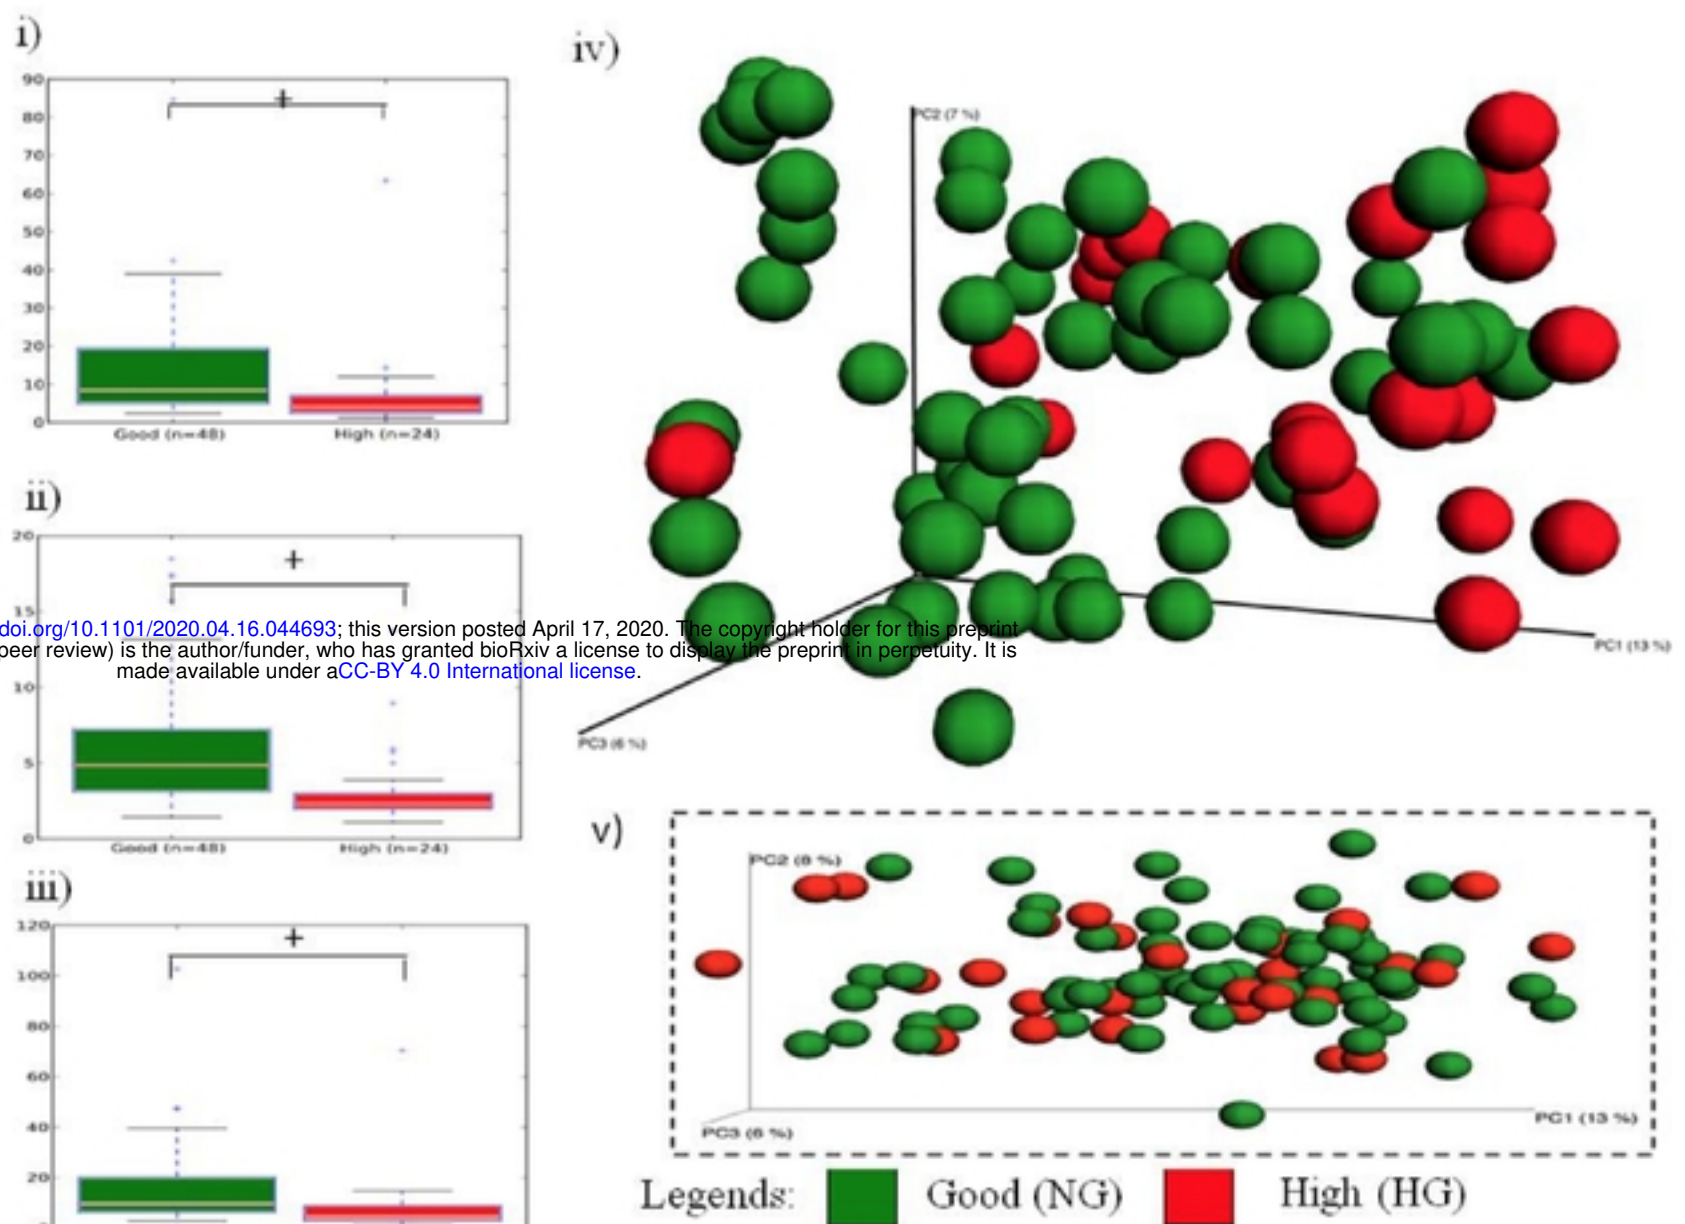 i)
90
80
70
60
50
40
30
20
10
0
Good (n=48)
High (n=24)
ii)
20
15
10
5
0
Good (n=48)
High (n=24)
doi.org/10.1101/2020.04.16.044693; this version posted April 17, 2020. The copyright holder for this preprint
peer review) is the author/funder, who has granted bioRxiv a license to display the preprint in perpetuity. It is
made available under aCC-BY 4.0 International license.
iii)
120
100
80
60
40
20
iv)
PC2 (7 %)
PC1 (13 %)
PC3 (6 %)
v)
PC2 (8 %)
PC1 (13 %)
PC3 (6 %)
Legends: Good (NG) High (HG)